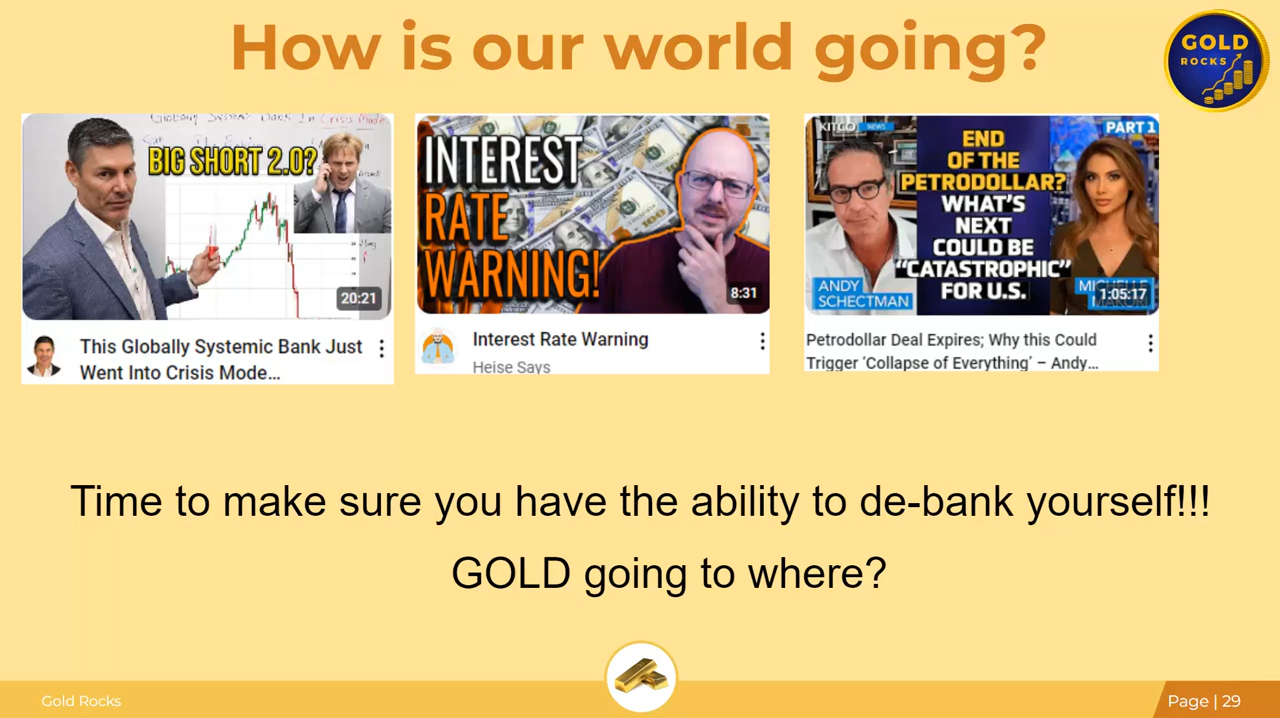 How is our world going?
GOLD
ROCKS
BIG SHORT 2.0?
20:21
This Globally Systemic Bank Just
Went Into Crisis Mode...
INTEREST
RATE
WARNING!
8:31
Interest Rate Warning
Heise Says
KITCO NEWS
PART 1
END
OF THE
PETRODOLLAR?
WHAT'S
NEXT
COULD BE
“CATASTROPHIC”
FOR U.S.
ANDY
SCHECTMAN
1:05:17
Petrodollar Deal Expires; Why this Could
Trigger 'Collapse of Everything' – Andy...
Time to make sure you have the ability to de-bank yourself!!!
GOLD going to where?
Gold Rocks
Page | 29